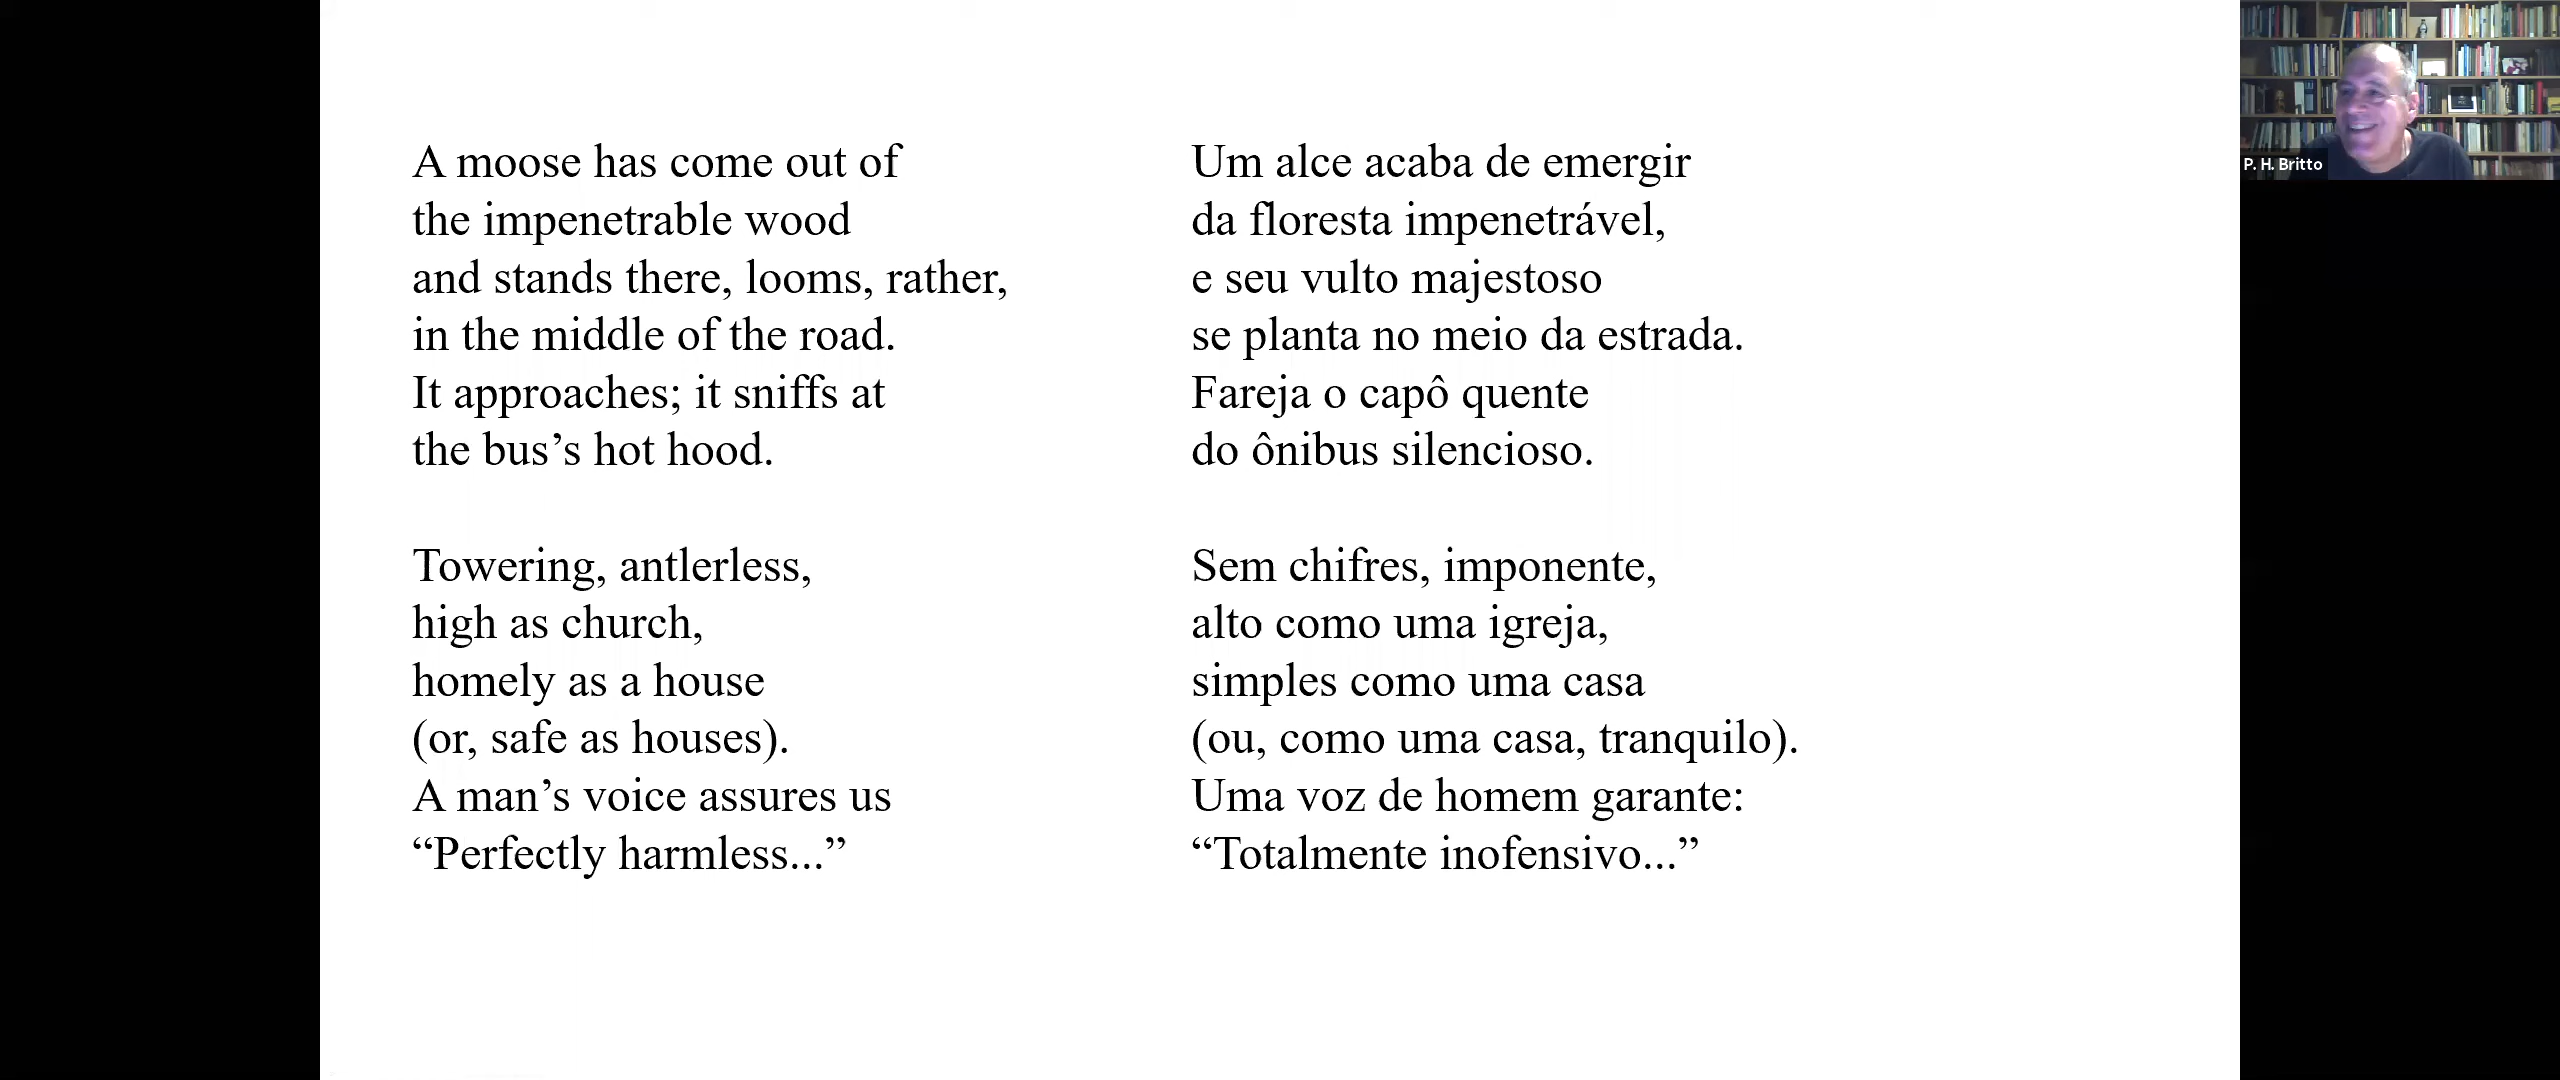 A moose has come out of
the impenetrable wood
and stands there, looms, rather,
in the middle of the road.
It approaches; it sniffs at
the bus’s hot hood.
Towering, antlerless,
high as church,
homely as a house
(or, safe as houses).
A man’s voice assures us
“Perfectly harmless...”
Um alce acaba de emergir
da floresta impenetrável,
e seu vulto majestoso
se planta no meio da estrada.
Fareja o capô quente
do ônibus silencioso.
Sem chifres, imponente,
alto como uma igreja,
simples como uma casa
(ou, como uma casa, tranquilo).
Uma voz de homem garante:
“Totalmente inofensivo...”
P. H. Britto